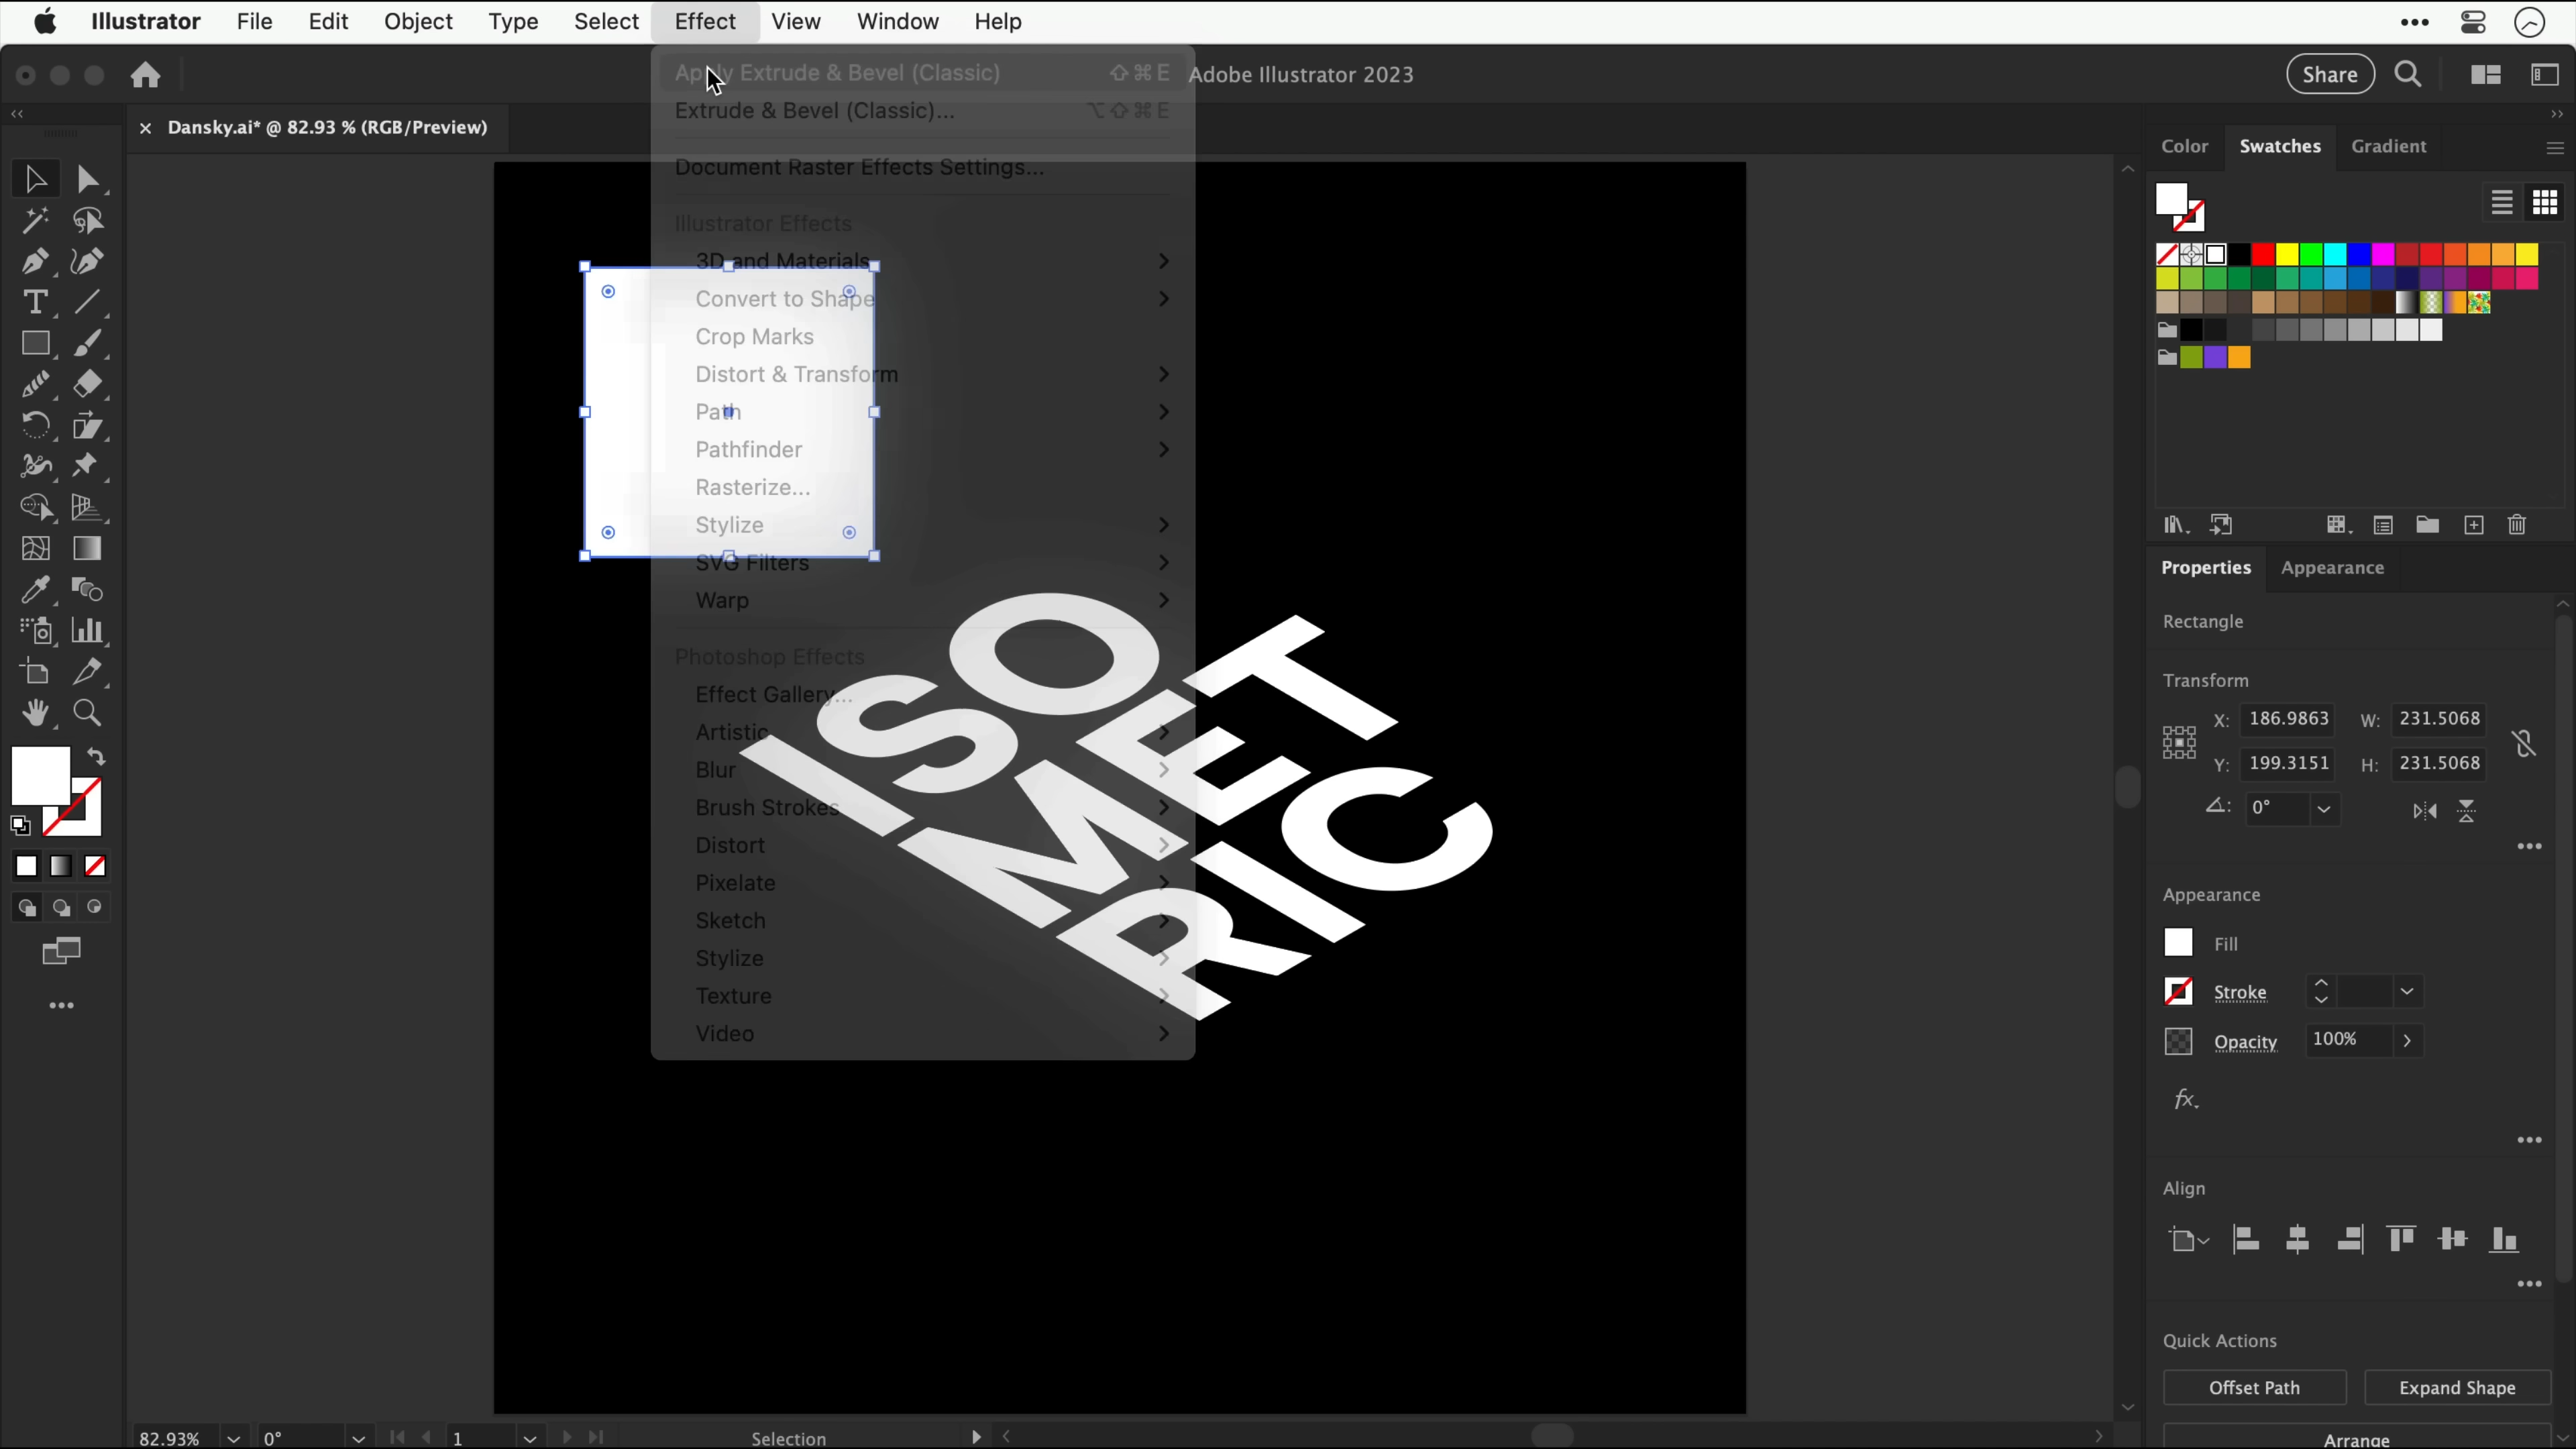 Illustrator File Edit Object Type Select Effect View Window Help
Apply Extrude & Bevel (Classic) ⇧⌘E
Adobe Illustrator 2023
Share
Extrude & Bevel (Classic)... ⌥⇧⌘E
Dansky.ai* @ 82.93 % (RGB/Preview)
Document Raster Effects Settings...
Illustrator Effects
3D and Materials
Convert to Shape
Crop Marks
Distort & Transform
Path
Pathfinder
Rasterize...
Stylize
SVG Filters
Warp
Photoshop Effects
Effect Gallery...
Artistic
Blur
Brush Strokes
Distort
Pixelate
Sketch
Stylize
Texture
Video
ISO
MET
RIC
Color Swatches Gradient
Properties Appearance
Rectangle
Transform
X: 186.9863 W: 231.5068
Y: 199.3151 H: 231.5068
0°
Appearance
Fill
Stroke
Opacity 100%
fx.
Align
Quick Actions
Offset Path Expand Shape
Arrange
82.93% 0° 1 Selection